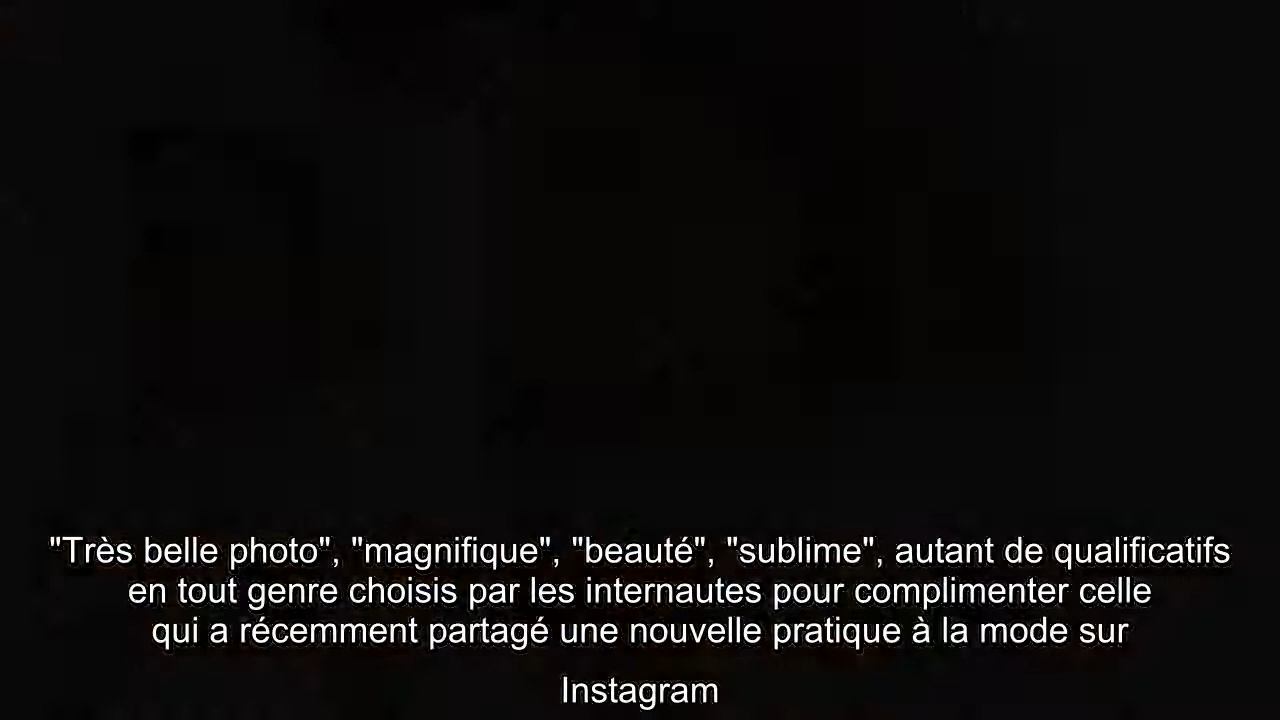 "Très belle photo", "magnifique", "beauté", "sublime", autant de qualificatifs
en tout genre choisis par les internautes pour complimenter celle
qui a récemment partagé une nouvelle pratique à la mode sur
Instagram